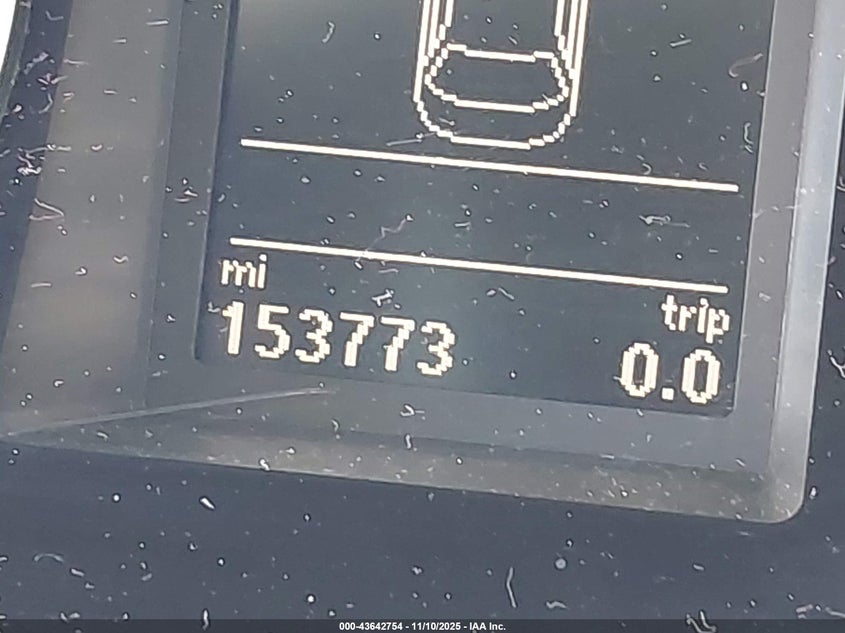 mi
trip
153773
0.0
000-43642754 - 11/10/2025 - IAA Inc.